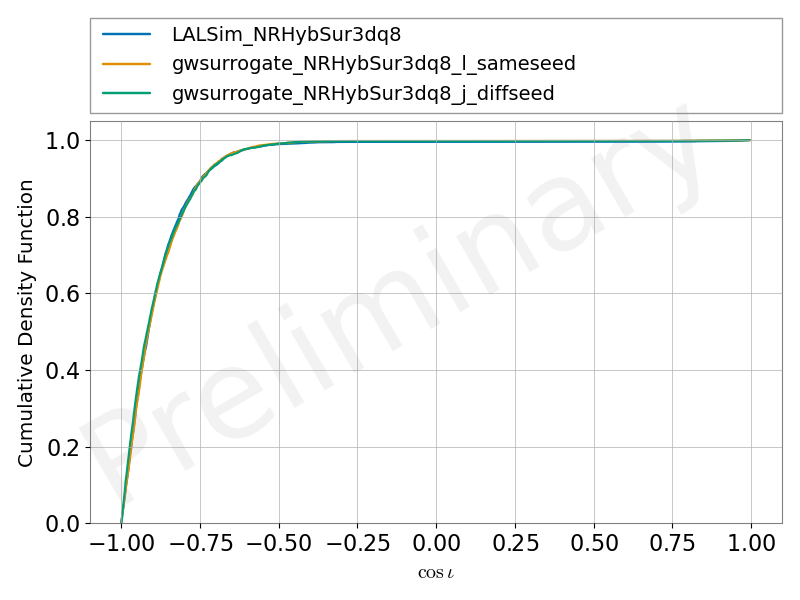 LALSim_NRHybSur3dq8
gwsurrogate_NRHybSur3dq8_l_sameseed
gwsurrogate_NRHybSur3dq8_j_diffseed
Preliminary
Cumulative Density Function
1.0
0.8
0.6
0.4
0.2
0.0
−1.00 −0.75 −0.50 −0.25 0.00 0.25 0.50 0.75 1.00
cos ι